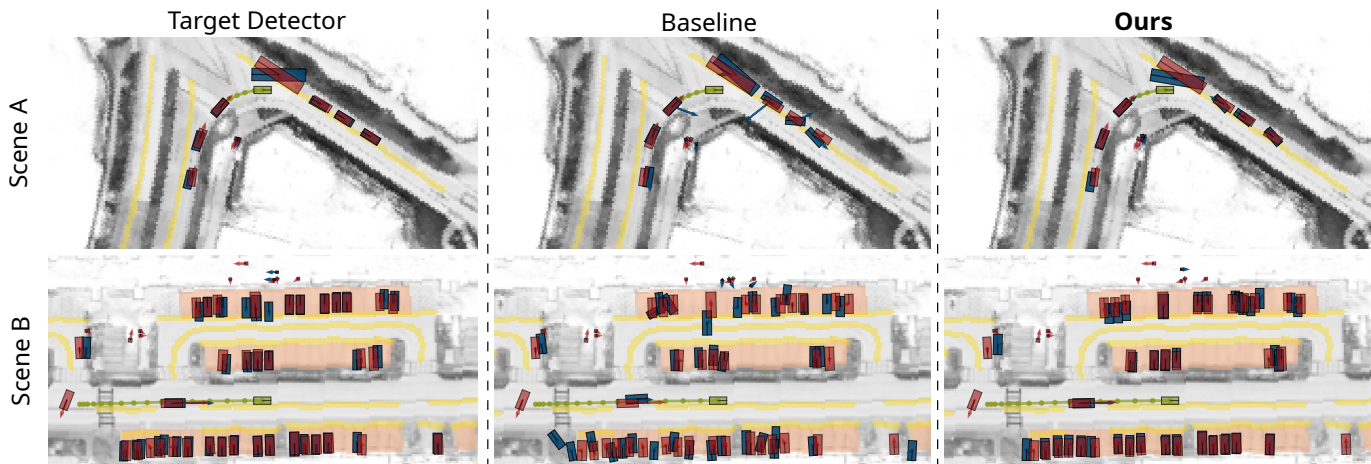 Target Detector
Baseline
Ours
Scene A
Scene B